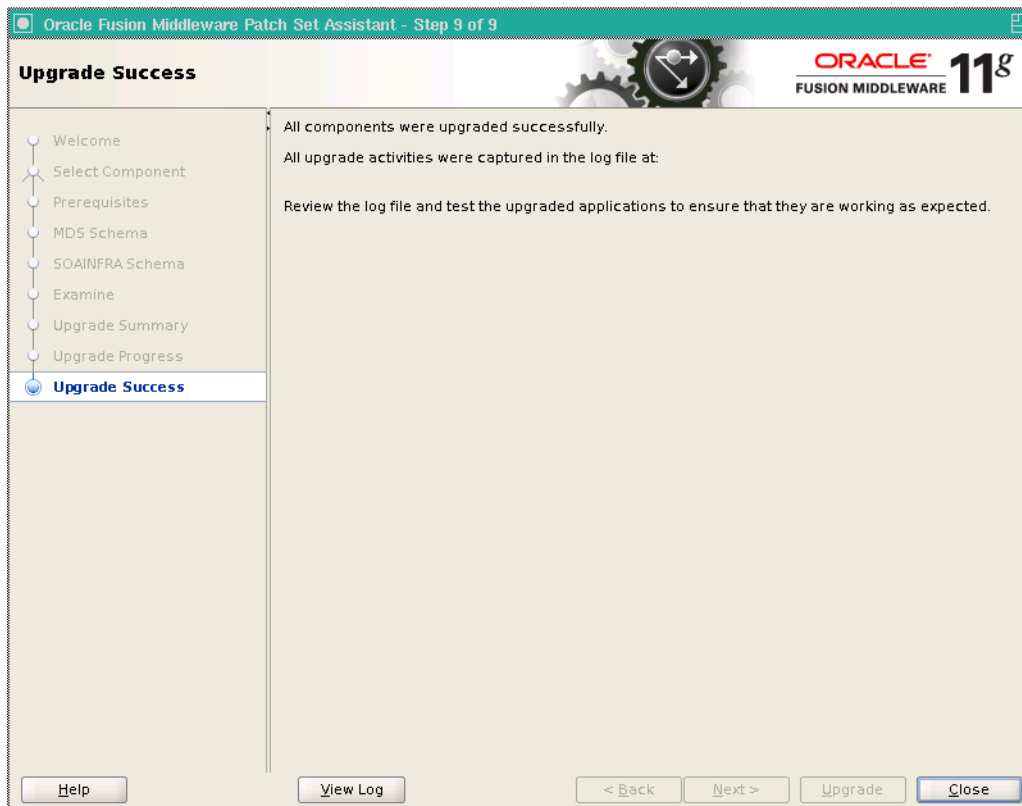 Oracle Fusion Middleware Patch Set Assistant - Step 9 of 9
Upgrade Success
ORACLE®
FUSION MIDDLEWARE
11g
Welcome
Select Component
Prerequisites
MDS Schema
SOAINFRA Schema
Examine
Upgrade Summary
Upgrade Progress
Upgrade Success
All components were upgraded successfully.
All upgrade activities were captured in the log file at:
Review the log file and test the upgraded applications to ensure that they are working as expected.
Help
View Log
< Back
Next >
Upgrade
Close